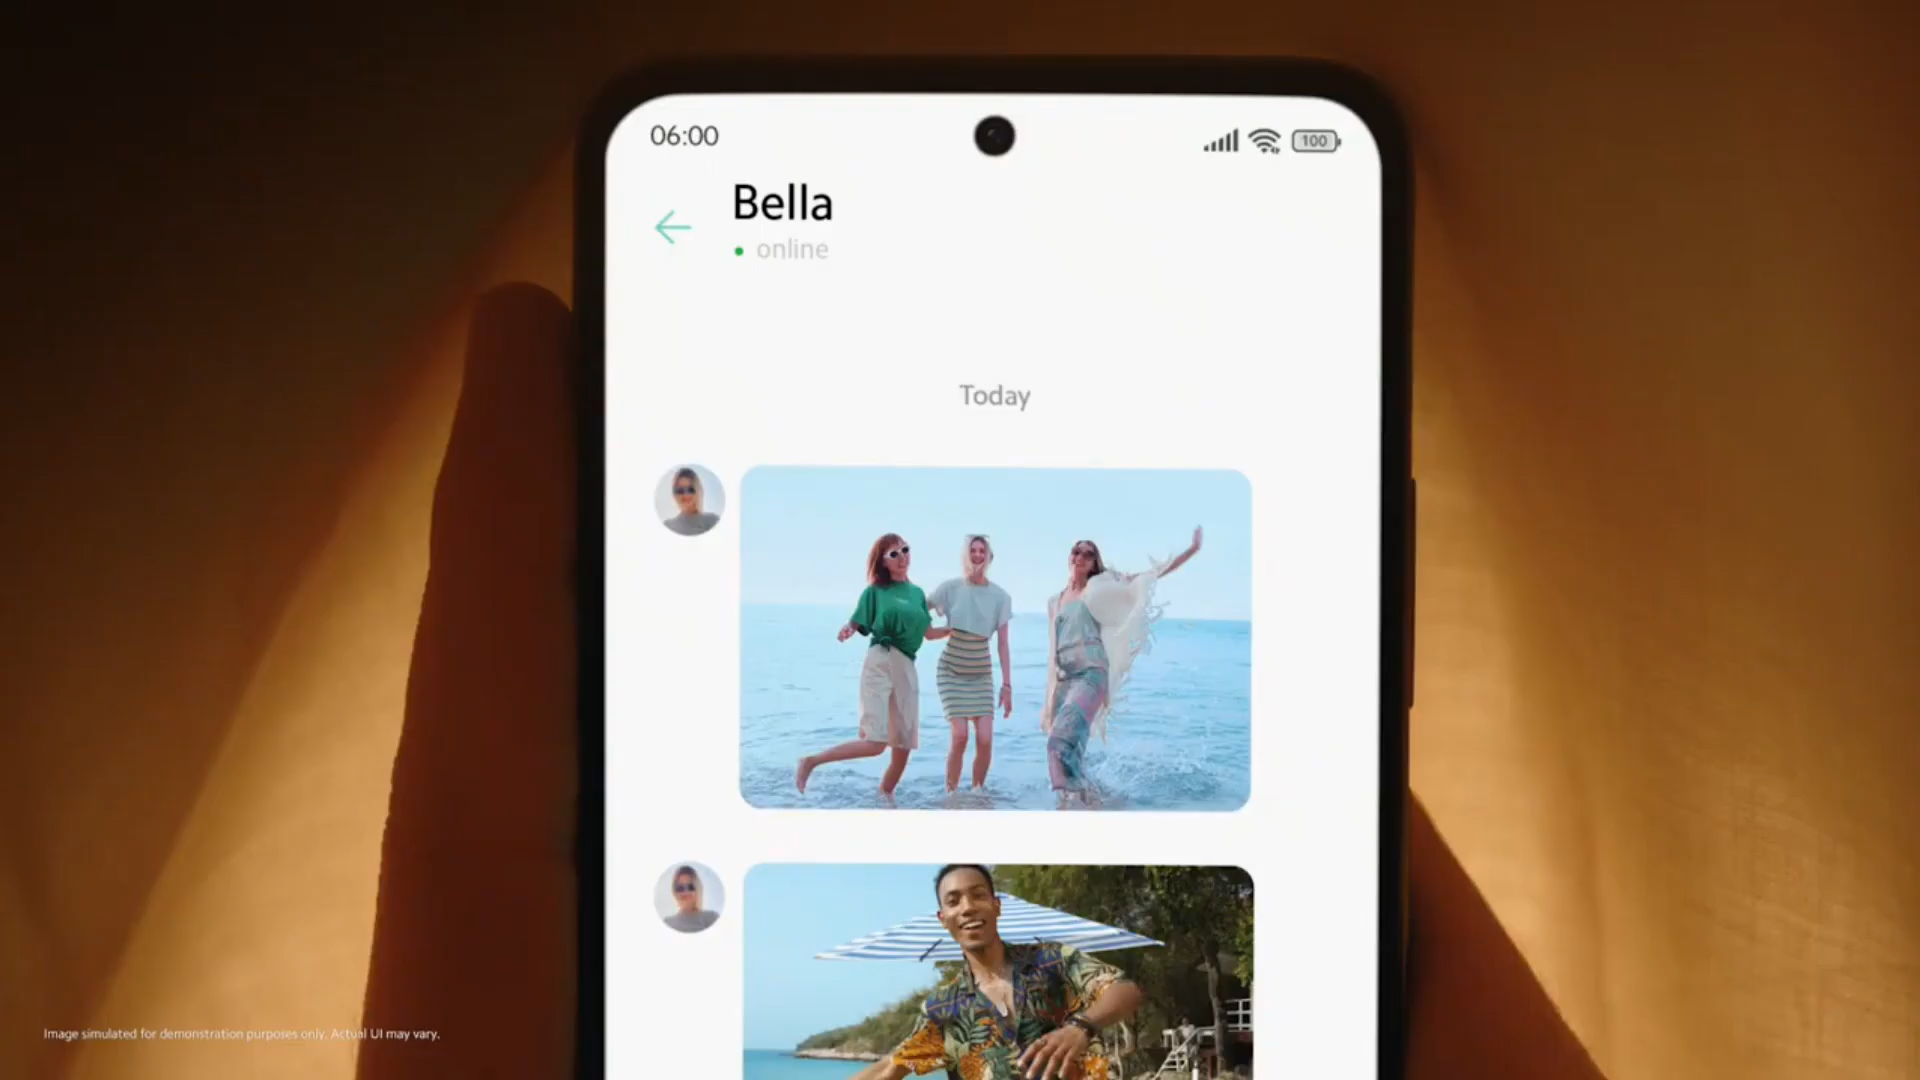 06:00
100
Bella
online
Today
Image simulated for demonstration purposes only. Actual UI may vary.